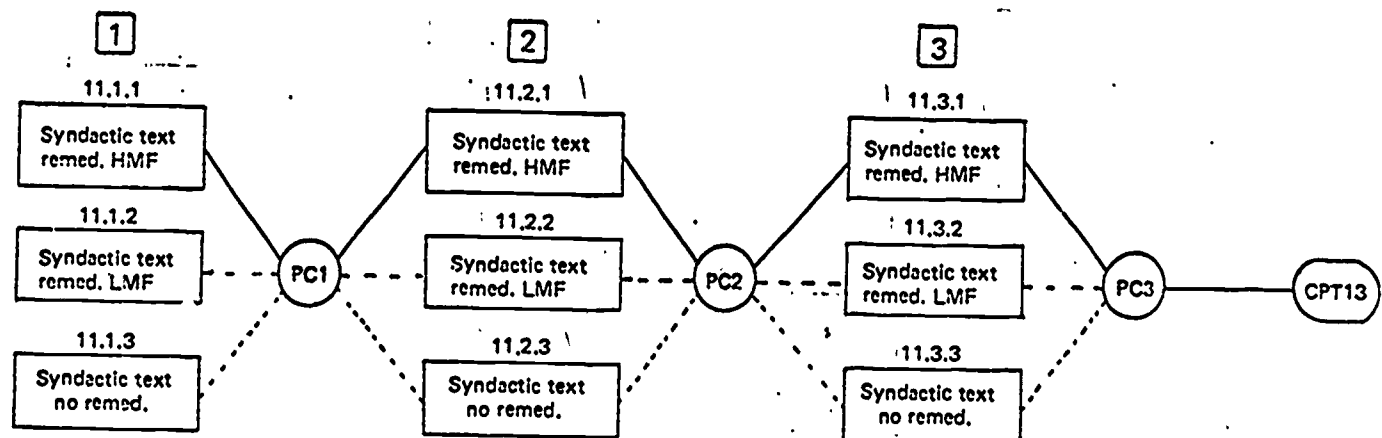 1
2
3
11.1.1
Syndactic text
remed. HMF
11.2.1
Syndactic text
remed. HMF
11.3.1
Syndactic text
remed. HMF
11.1.2
Syndactic text
remed. LMF
PC1
11.2.2
Syndactic text
remed. LMF
PC2
11.3.2
Syndactic text
remed. LMF
PC3
CPT13
11.1.3
Syndactic text
no remed.
11.2.3
Syndactic text
no remed.
11.3.3
Syndactic text
no remed.